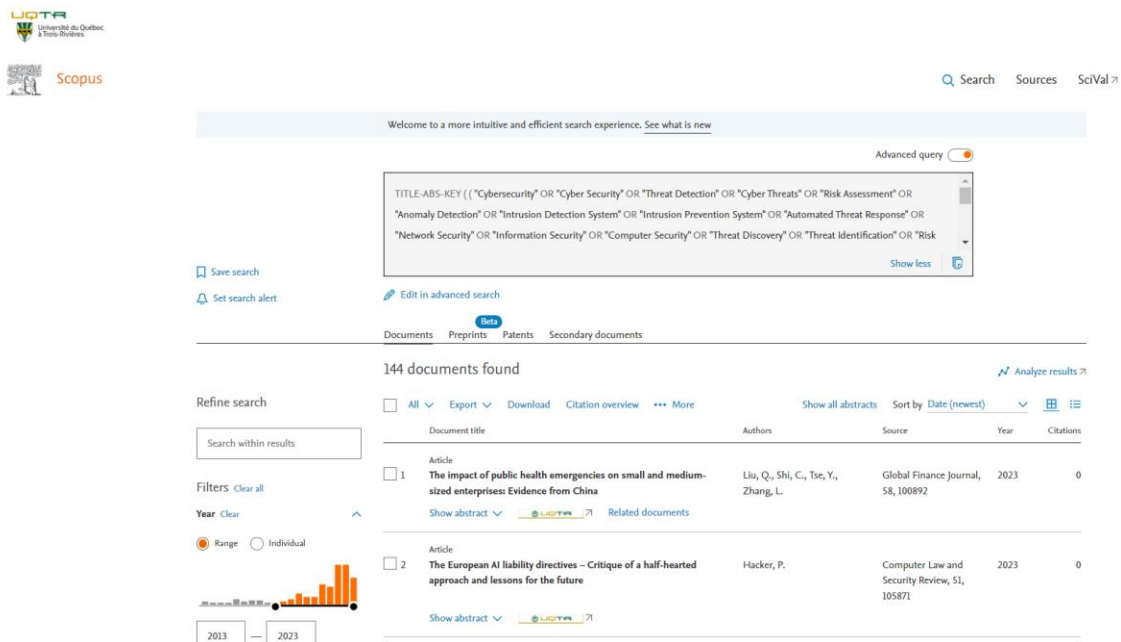 UQTR
Université du Québec
à Trois-Rivières
Scopus
Search Sources SciVal
Welcome to a more intuitive and efficient search experience. See what is new
Advanced query
TITLE-ABS-KEY ( ( "Cybersecurity" OR "Cyber Security" OR "Threat Detection" OR "Cyber Threats" OR "Risk Assessment" OR
"Anomaly Detection" OR "Intrusion Detection System" OR "Intrusion Prevention System" OR "Automated Threat Response" OR
"Network Security" OR "Information Security" OR "Computer Security" OR "Threat Discovery" OR "Threat Identification" OR "Risk
Show less
Save search
Set search alert
Edit in advanced search
Beta
Documents Preprints Patents Secondary documents
144 documents found
Analyze results
Refine search
All Export Download Citation overview ••• More Show all abstracts Sort by Date (newest)
Document title Authors Source Year Citations
Search within results
Article
1 The impact of public health emergencies on small and medium- Liu, Q., Shi, C., Tse, Y., Global Finance Journal, 2023 0
sized enterprises: Evidence from China Zhang, L. 58, 100892
Filters Clear all
Show abstract UQTR Related documents
Year Clear
Range Individual
Article
2 The European AI liability directives – Critique of a half-hearted Hacker, P. Computer Law and 2023 0
approach and lessons for the future Security Review, 51,
105871
Show abstract UQTR
2013 — 2023